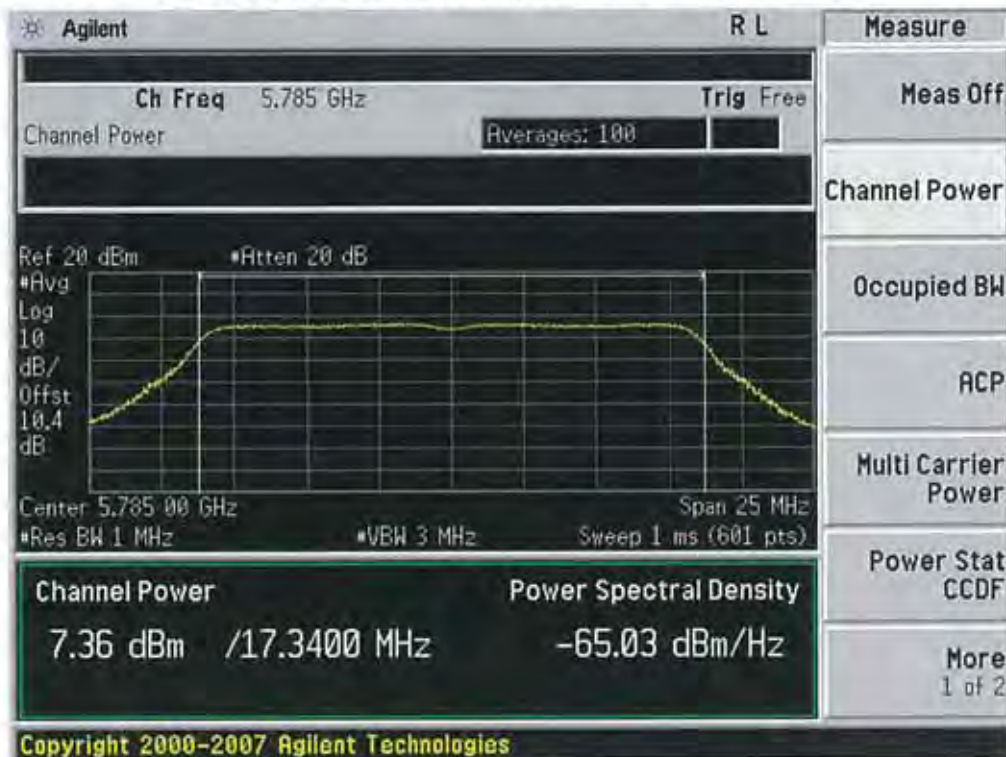 Agilent R L Measure
Ch Freq 5.785 GHz Trig Free
Meas Off
Channel Power Averages: 100
Channel Power
Ref 20 dBm #Atten 20 dB
#Avg
Log
10
dB/
Offst
10.4
dB
Occupied BW
ACP
Multi Carrier
Power
Center 5.785 00 GHz Span 25 MHz
#Res BW 1 MHz #VBW 3 MHz Sweep 1 ms (601 pts)
Power Stat
CCDF
Channel Power Power Spectral Density
7.36 dBm /17.3400 MHz -65.03 dBm/Hz
More
1 of 2
Copyright 2000-2007 Agilent Technologies